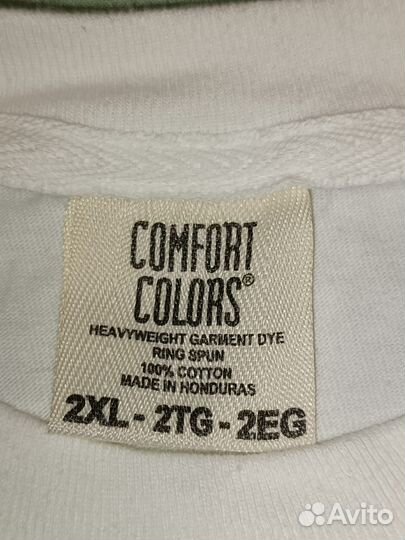 COMFORT
COLORS®
HEAVYWEIGHT GARMENT DYE
RING SPUN
100% COTTON
MADE IN HONDURAS
2XL - 2TG - 2EG
Avito